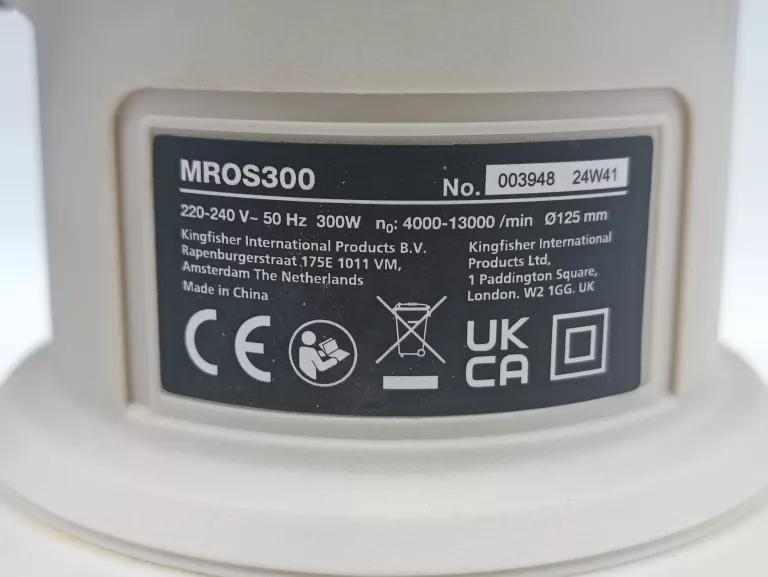 MROS300
No. 003948 24W41
220-240 V~ 50 Hz 300W n₀: 4000-13000 /min Ø125 mm
Kingfisher International Products B.V.
Rapenburgerstraat 175E 1011 VM,
Amsterdam The Netherlands
Made in China
Kingfisher International
Products Ltd,
1 Paddington Square,
London. W2 1GG. UK
CE
UK
CA